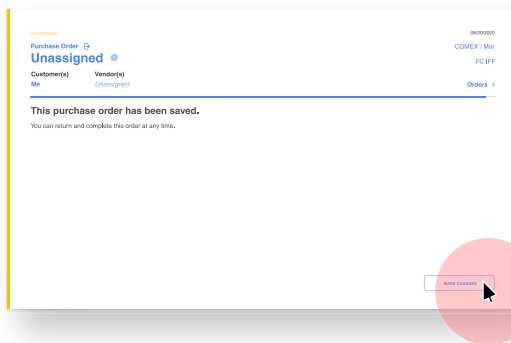 Incomplete
06/20/2020
Purchase Order
COMEX / Mar
Unassigned
FC IFF
Customer(s) Vendor(s)
Me Unassigned
Orders >
This purchase order has been saved.
You can return and complete this order at any time.
MAKE CHANGES